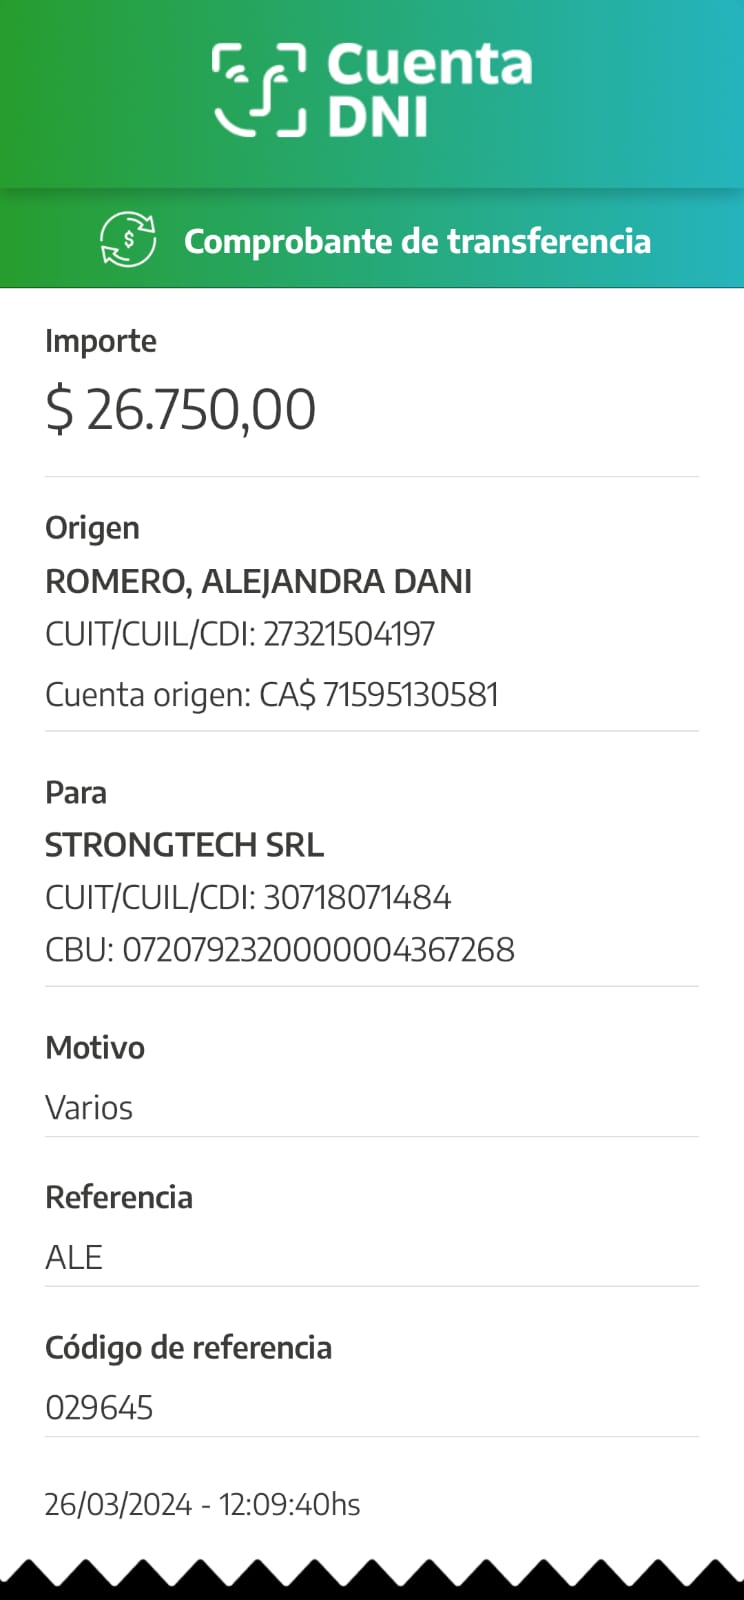 Cuenta
DNI
Comprobante de transferencia
Importe
$ 26.750,00
Origen
ROMERO, ALEJANDRA DANI
CUIT/CUIL/CDI: 27321504197
Cuenta origen: CA$ 71595130581
Para
STRONGTECH SRL
CUIT/CUIL/CDI: 30718071484
CBU: 0720792320000004367268
Motivo
Varios
Referencia
ALE
Código de referencia
029645
26/03/2024 - 12:09:40hs